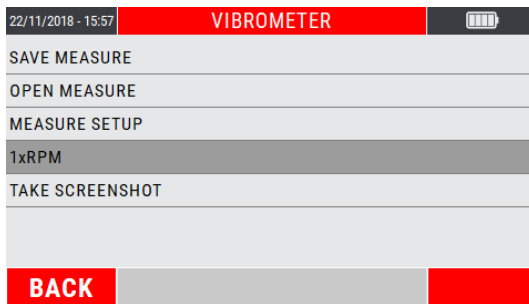 22/11/2018 - 15:57 VIBROMETER
SAVE MEASURE
OPEN MEASURE
MEASURE SETUP
1xRPM
TAKE SCREENSHOT
BACK